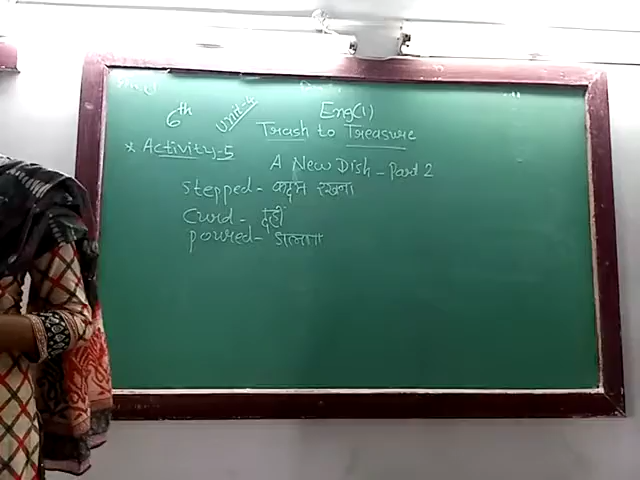 6th Unit-4 Eng(1)
Trash to Treasure
* Activity-5
A New Dish - Part 2
stepped - कदम रखना
Curd - दही
poured - डालना